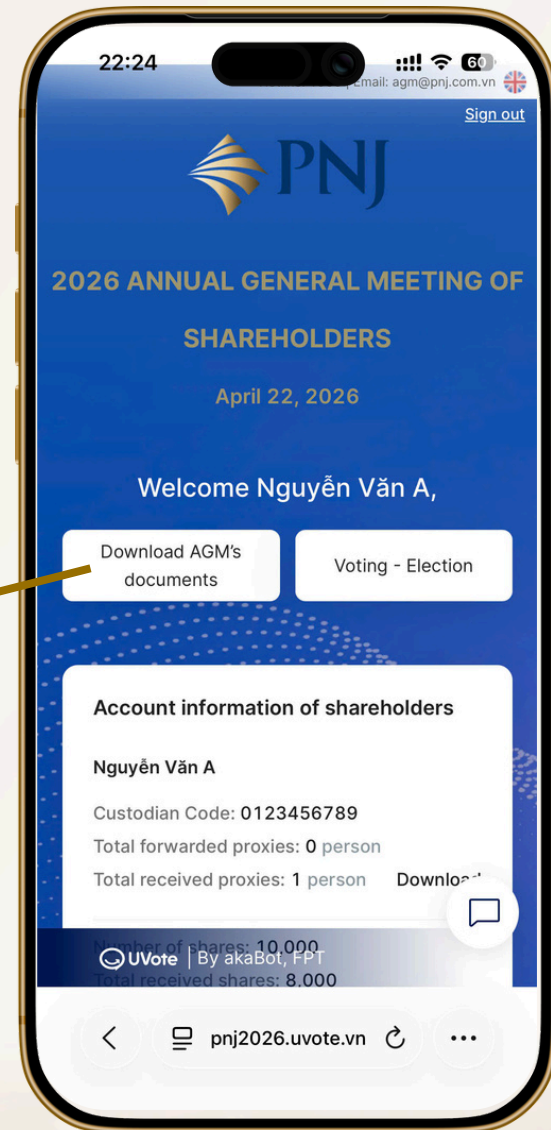 22:24
60
Email: agm@pnj.com.vn
Sign out
PNJ
2026 ANNUAL GENERAL MEETING OF
SHAREHOLDERS
April 22, 2026
Welcome Nguyễn Văn A,
Download AGM's
documents
Voting - Election
Account information of shareholders
Nguyễn Văn A
Custodian Code: 0123456789
Total forwarded proxies: 0 person
Total received proxies: 1 person Download
Number of shares: 10,000
UVote | By akaBot, FPT
Total received shares: 8,000
pnj2026.uvote.vn